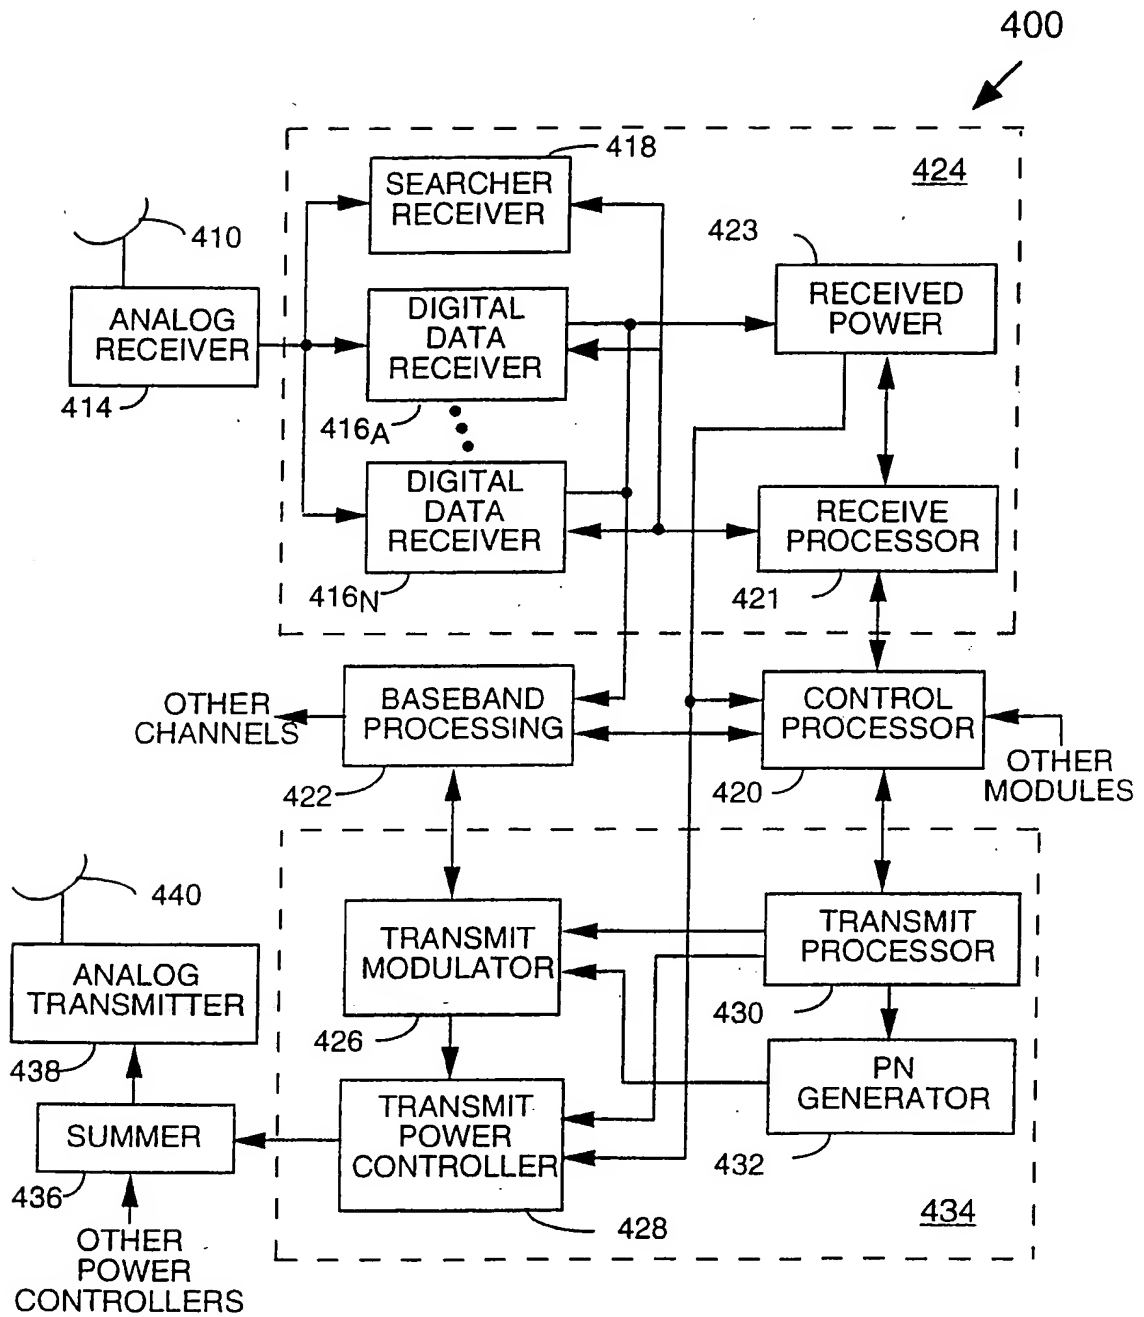 400
418
424
SEARCHER
RECEIVER
410
423
ANALOG
RECEIVER
414
DIGITAL
DATA
RECEIVER
416A
RECEIVED
POWER
DIGITAL
DATA
RECEIVER
416N
RECEIVE
PROCESSOR
421
OTHER
CHANNELS
BASEBAND
PROCESSING
422
CONTROL
PROCESSOR
420
OTHER
MODULES
440
ANALOG
TRANSMITTER
438
TRANSMIT
MODULATOR
426
TRANSMIT
PROCESSOR
430
PN
GENERATOR
432
SUMMER
436
TRANSMIT
POWER
CONTROLLER
428
434
OTHER
POWER
CONTROLLERS